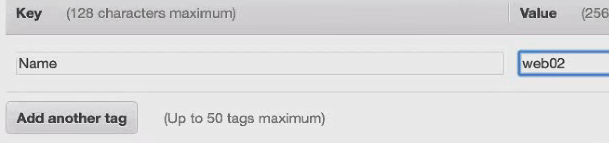 Key (128 characters maximum) Value (256
Name web02
Add another tag (Up to 50 tags maximum)